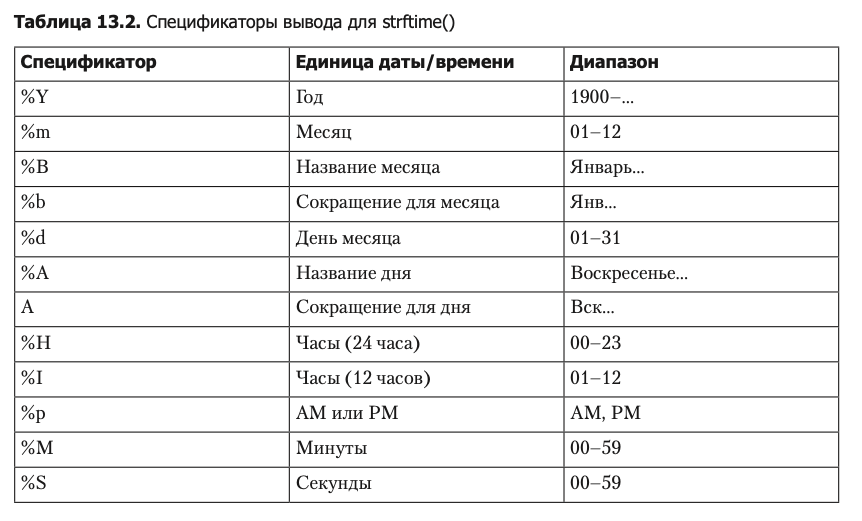 Таблица 13.2. Спецификаторы вывода для strftime()
Спецификатор Единица даты/времени Диапазон
%Y Год 1900–...
%m Месяц 01–12
%B Название месяца Январь...
%b Сокращение для месяца Янв...
%d День месяца 01–31
%A Название дня Воскресенье...
A Сокращение для дня Вск...
%H Часы (24 часа) 00–23
%I Часы (12 часов) 01–12
%p AM или PM AM, PM
%M Минуты 00–59
%S Секунды 00–59